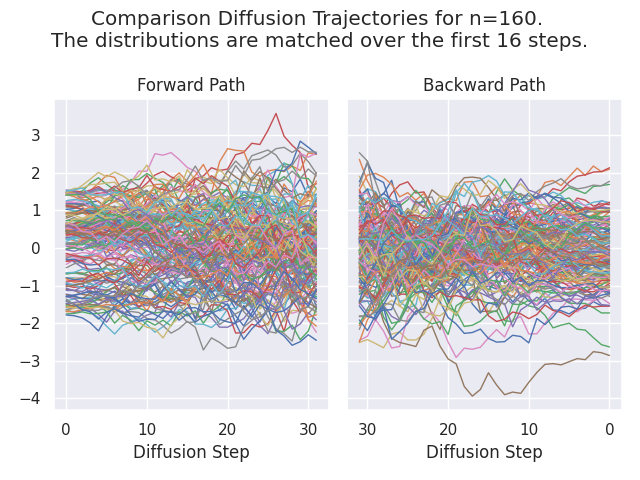 Comparison Diffusion Trajectories for n=160.
The distributions are matched over the first 16 steps.
Forward Path
Backward Path
3
2
1
0
−1
−2
−3
−4
0 10 20 30
30 20 10 0
Diffusion Step
Diffusion Step